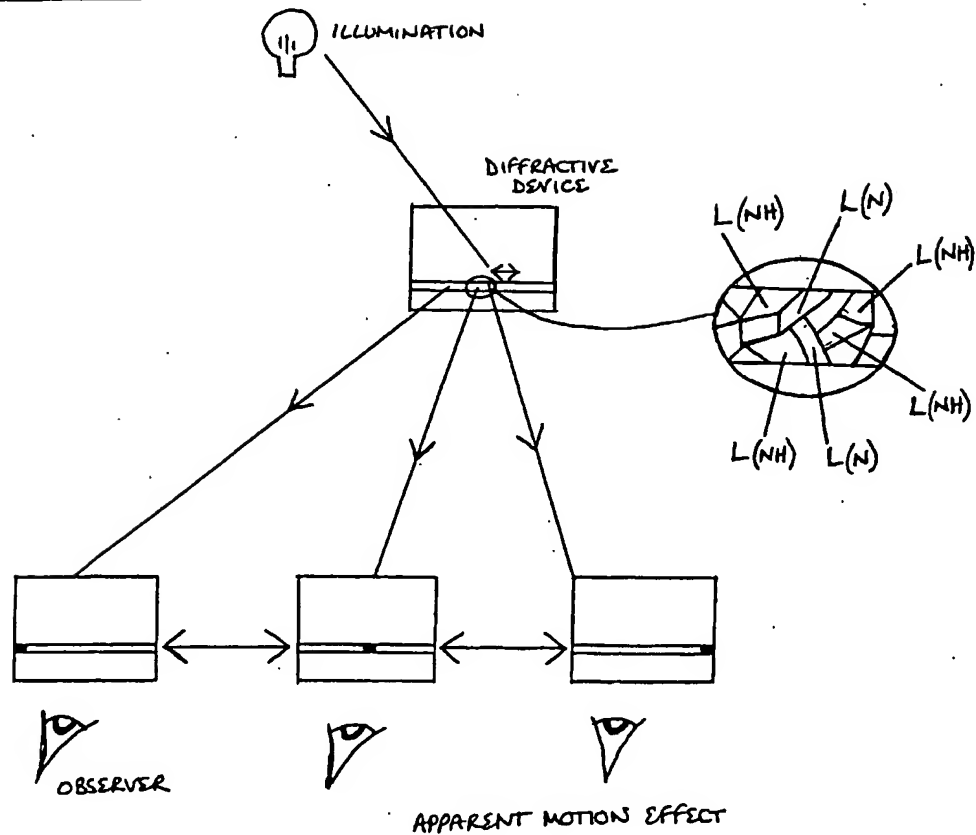 ILLUMINATION
DIFFRACTIVE
DEVICE
L(NH)
L(N)
L(NH)
L(NH)
L(NH)
L(N)
OBSERVER
APPARENT MOTION EFFECT